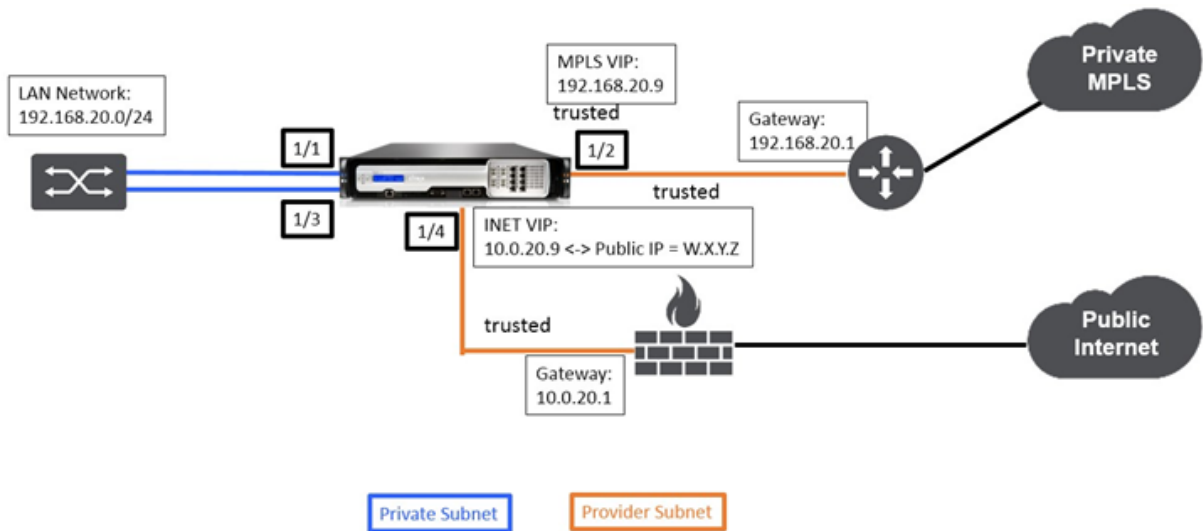 MPLS VIP:
192.168.20.9
trusted
Private
MPLS
LAN Network:
192.168.20.0/24
1/1
1/2
Gateway:
192.168.20.1
trusted
1/3
1/4
INET VIP:
10.0.20.9 <-> Public IP = W.X.Y.Z
trusted
Gateway:
10.0.20.1
Public
Internet
Private Subnet
Provider Subnet